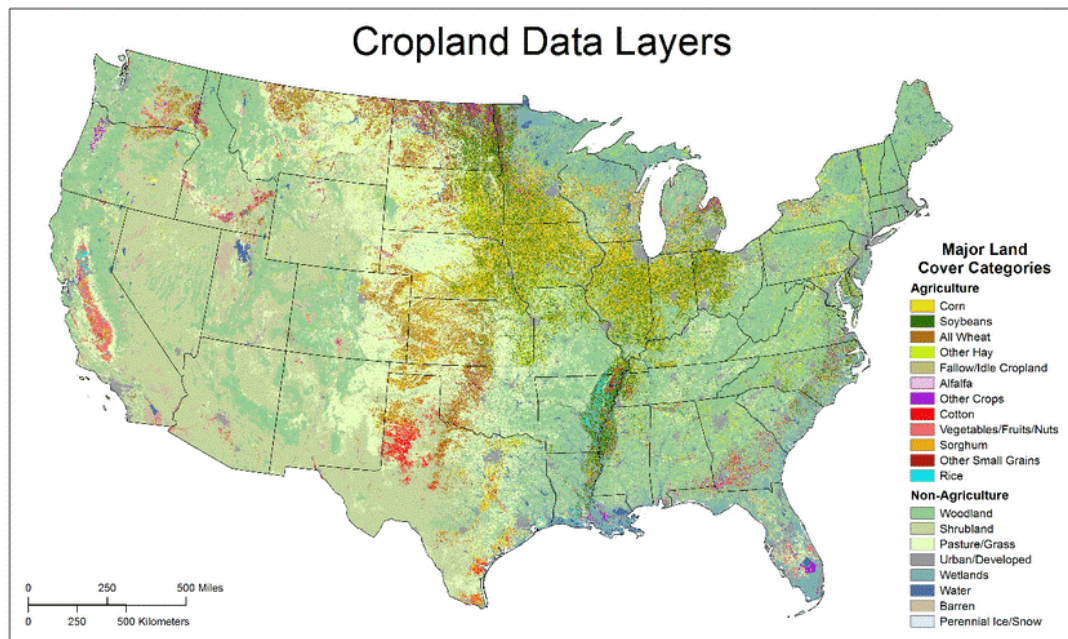 Cropland Data Layers
Major Land
Cover Categories
Agriculture
Corn
Soybeans
All Wheat
Other Hay
Fallow/Idle Cropland
Alfalfa
Other Crops
Cotton
Vegetables/Fruits/Nuts
Sorghum
Other Small Grains
Rice
Non-Agriculture
Woodland
Shrubland
Pasture/Grass
Urban/Developed
Wetlands
Water
Barren
Perennial Ice/Snow
0 250 500 Miles
0 250 500 Kilometers